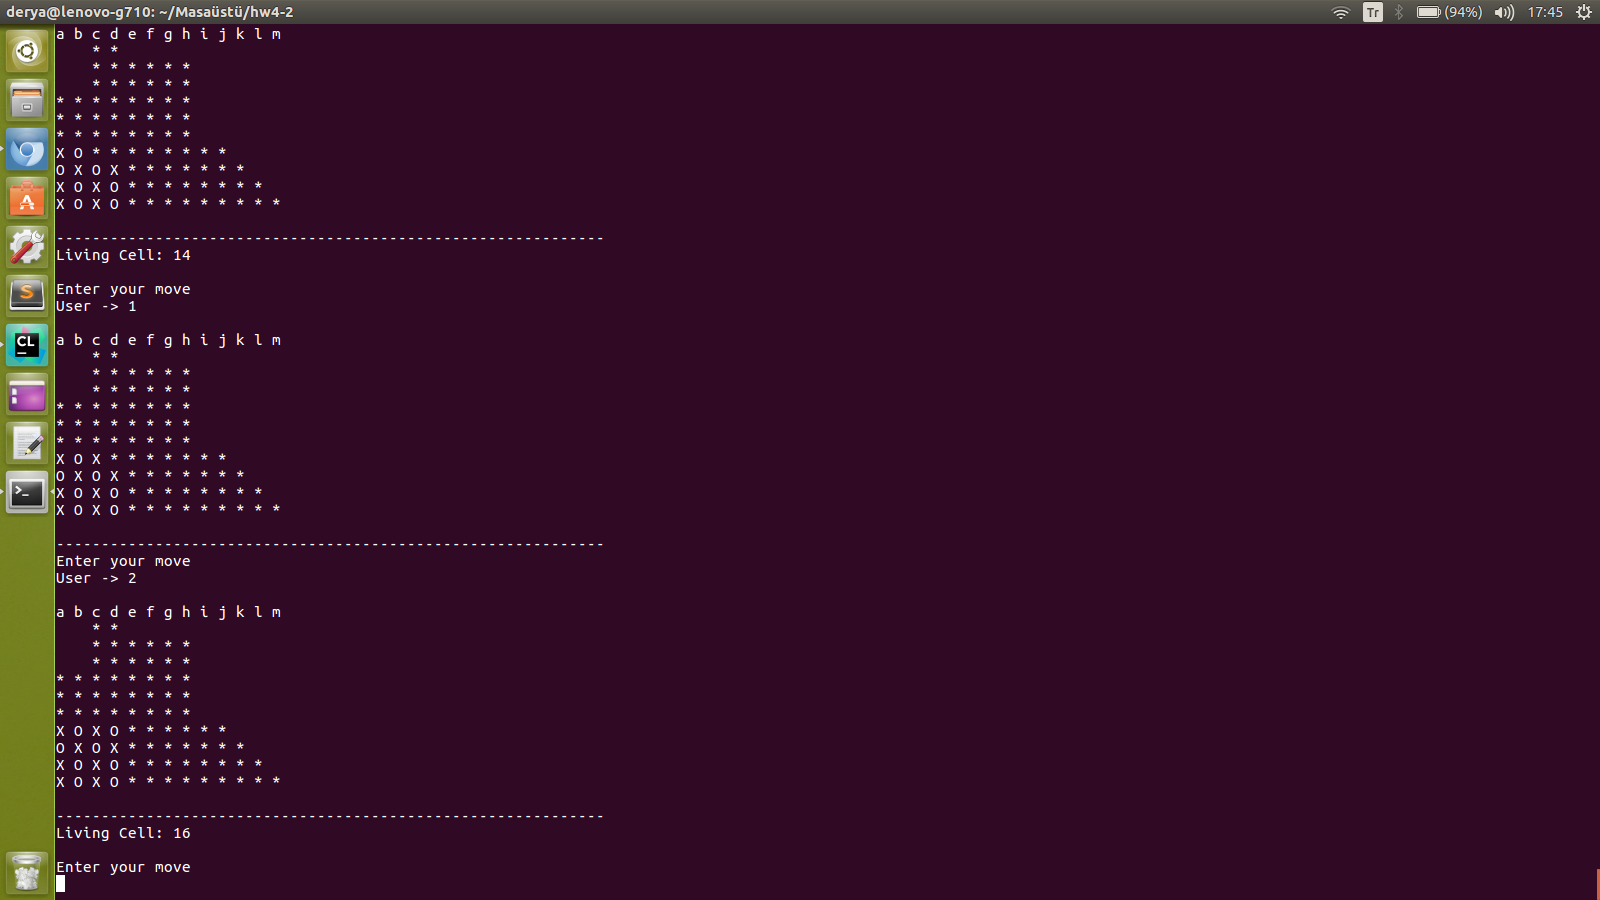 derya@lenovo-g710: ~/Masaüstü/hw4-2 Tr (94%) 17:45
a b c d e f g h i j k l m
    * *
    * * * * * *
    * * * * * *
* * * * * * * *
* * * * * * * *
* * * * * * * *
X O * * * * * * * *
O X O X * * * * * * *
X O X O * * * * * * * *
X O X O * * * * * * * * *
-------------------------------------------------------------
Living Cell: 14
Enter your move
User -> 1
a b c d e f g h i j k l m
    * *
    * * * * * *
    * * * * * *
* * * * * * * *
* * * * * * * *
* * * * * * * *
X O X * * * * * * *
O X O X * * * * * * *
X O X O * * * * * * * *
X O X O * * * * * * * * *
-------------------------------------------------------------
Enter your move
User -> 2
a b c d e f g h i j k l m
    * *
    * * * * * *
    * * * * * *
* * * * * * * *
* * * * * * * *
* * * * * * * *
X O X O * * * * * *
O X O X * * * * * * *
X O X O * * * * * * * *
X O X O * * * * * * * * *
-------------------------------------------------------------
Living Cell: 16
Enter your move
A
S
CL
>_